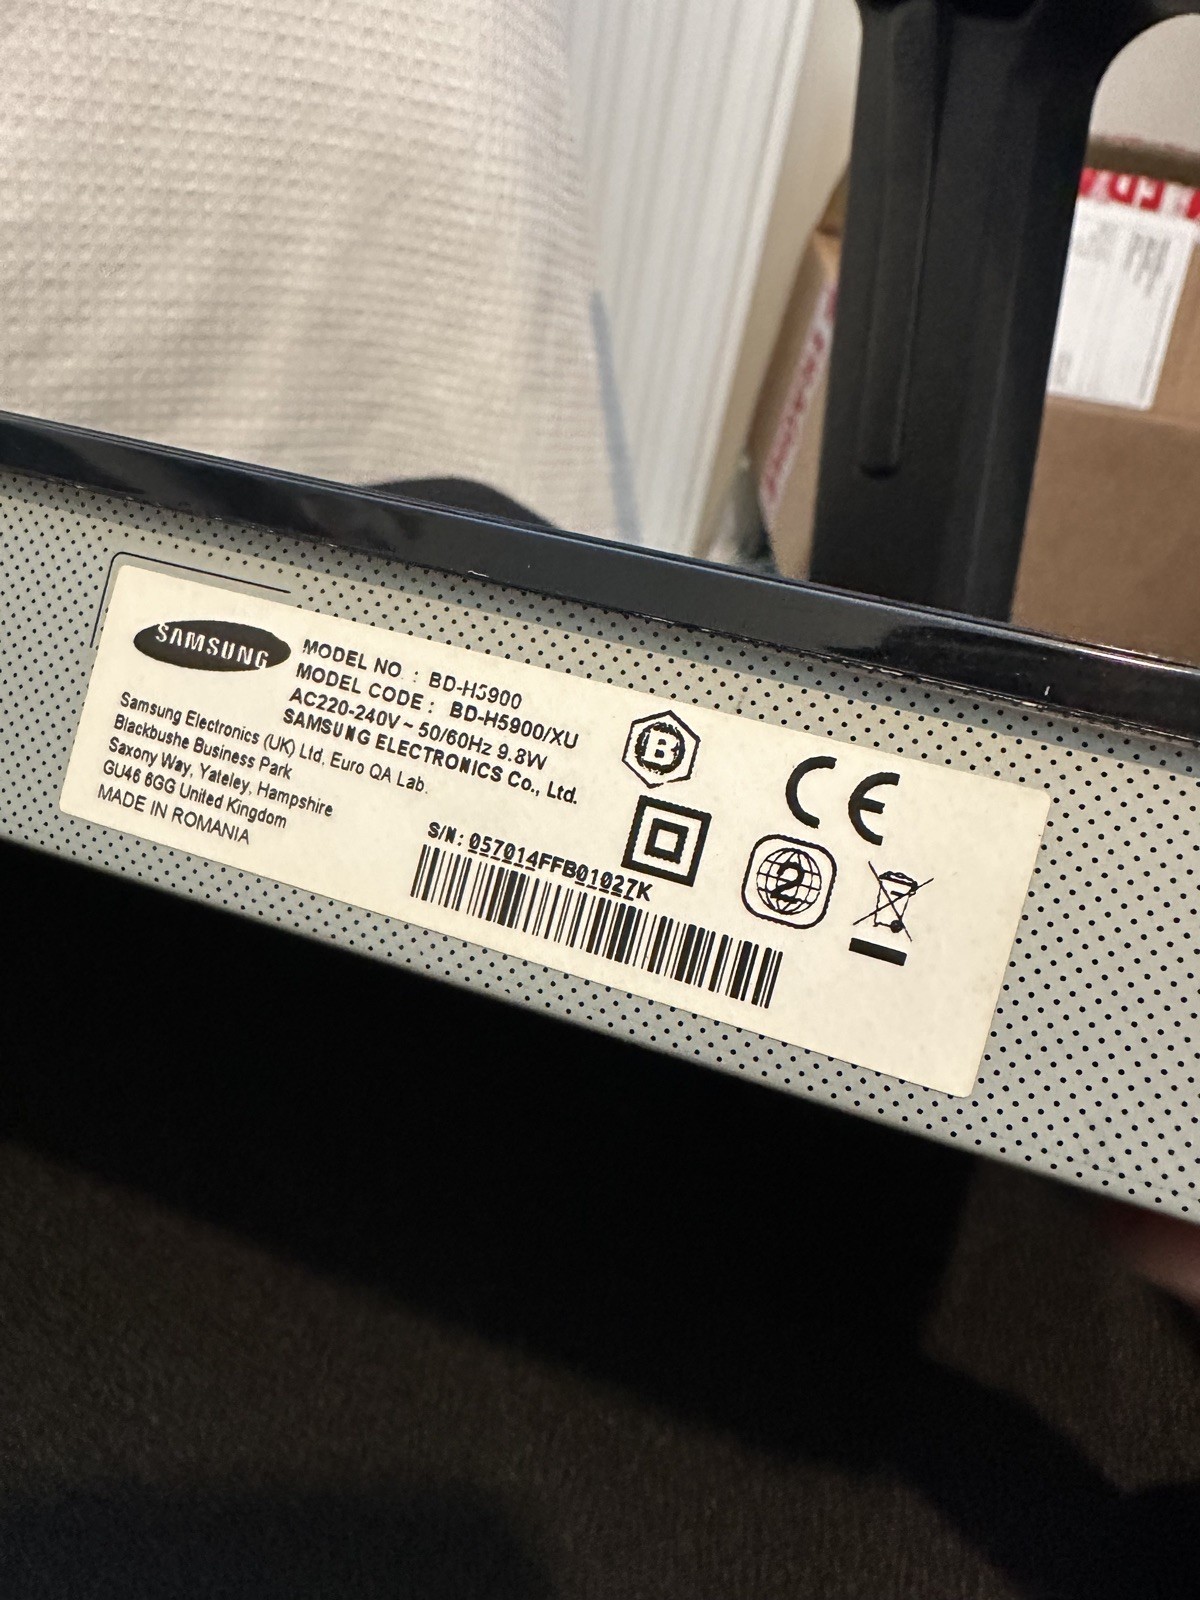 SAMSUNG
MODEL NO : BD-H5900
MODEL CODE : BD-H5900/XU
AC220-240V ~ 50/60Hz 9.8W
SAMSUNG ELECTRONICS Co., Ltd.
Samsung Electronics (UK) Ltd, Euro QA Lab.
Blackbushe Business Park
Saxony Way, Yateley, Hampshire
GU46 6GG United Kingdom
MADE IN ROMANIA
S/N: 057014FFB01027K
B
CE
2